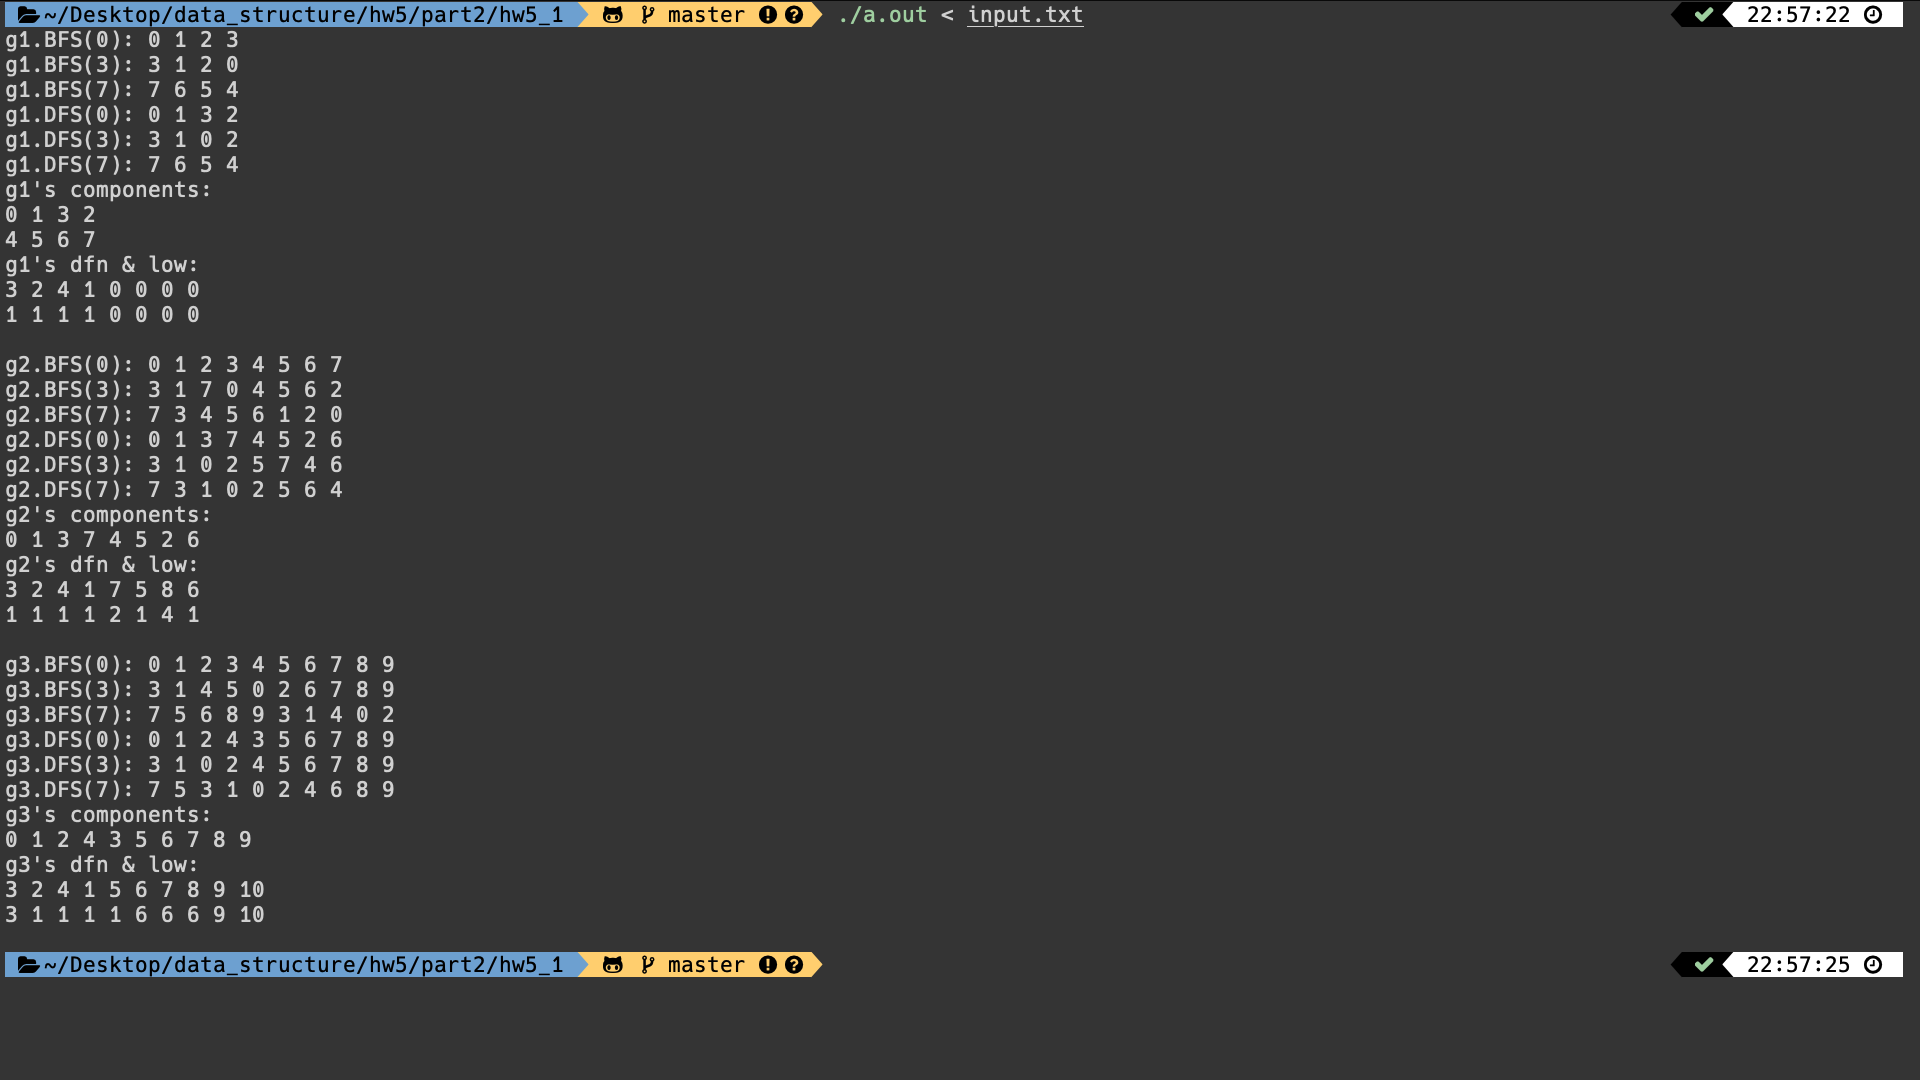 ~/Desktop/data_structure/hw5/part2/hw5_1 master ./a.out < input.txt 22:57:22
g1.BFS(0): 0 1 2 3
g1.BFS(3): 3 1 2 0
g1.BFS(7): 7 6 5 4
g1.DFS(0): 0 1 3 2
g1.DFS(3): 3 1 0 2
g1.DFS(7): 7 6 5 4
g1's components:
0 1 3 2
4 5 6 7
g1's dfn & low:
3 2 4 1 0 0 0 0
1 1 1 1 0 0 0 0
g2.BFS(0): 0 1 2 3 4 5 6 7
g2.BFS(3): 3 1 7 0 4 5 6 2
g2.BFS(7): 7 3 4 5 6 1 2 0
g2.DFS(0): 0 1 3 7 4 5 2 6
g2.DFS(3): 3 1 0 2 5 7 4 6
g2.DFS(7): 7 3 1 0 2 5 6 4
g2's components:
0 1 3 7 4 5 2 6
g2's dfn & low:
3 2 4 1 7 5 8 6
1 1 1 1 2 1 4 1
g3.BFS(0): 0 1 2 3 4 5 6 7 8 9
g3.BFS(3): 3 1 4 5 0 2 6 7 8 9
g3.BFS(7): 7 5 6 8 9 3 1 4 0 2
g3.DFS(0): 0 1 2 4 3 5 6 7 8 9
g3.DFS(3): 3 1 0 2 4 5 6 7 8 9
g3.DFS(7): 7 5 3 1 0 2 4 6 8 9
g3's components:
0 1 2 4 3 5 6 7 8 9
g3's dfn & low:
3 2 4 1 5 6 7 8 9 10
3 1 1 1 1 6 6 6 9 10
~/Desktop/data_structure/hw5/part2/hw5_1 master 22:57:25